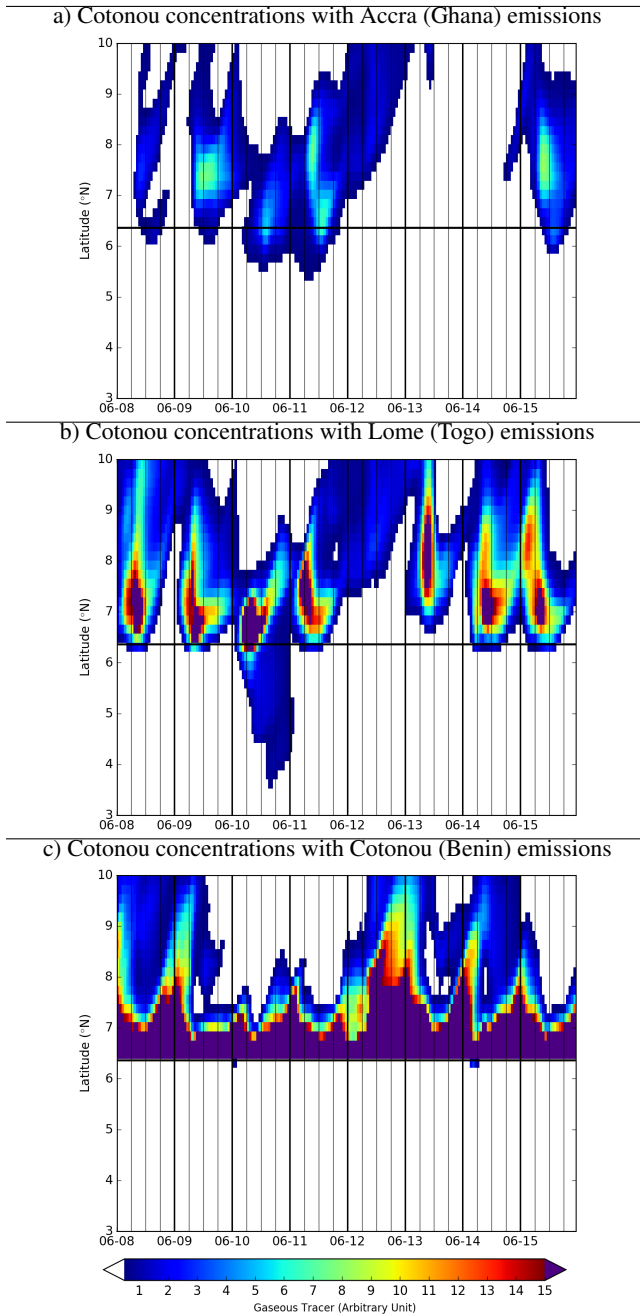 a) Cotonou concentrations with Accra (Ghana) emissions
10
9
8
7
6
5
4
3
Latitude (°N)
06-08 06-09 06-10 06-11 06-12 06-13 06-14 06-15
b) Cotonou concentrations with Lome (Togo) emissions
10
9
8
7
6
5
4
3
Latitude (°N)
06-08 06-09 06-10 06-11 06-12 06-13 06-14 06-15
c) Cotonou concentrations with Cotonou (Benin) emissions
10
9
8
7
6
5
4
3
Latitude (°N)
06-08 06-09 06-10 06-11 06-12 06-13 06-14 06-15
1 2 3 4 5 6 7 8 9 10 11 12 13 14 15
Gaseous Tracer (Arbitrary Unit)